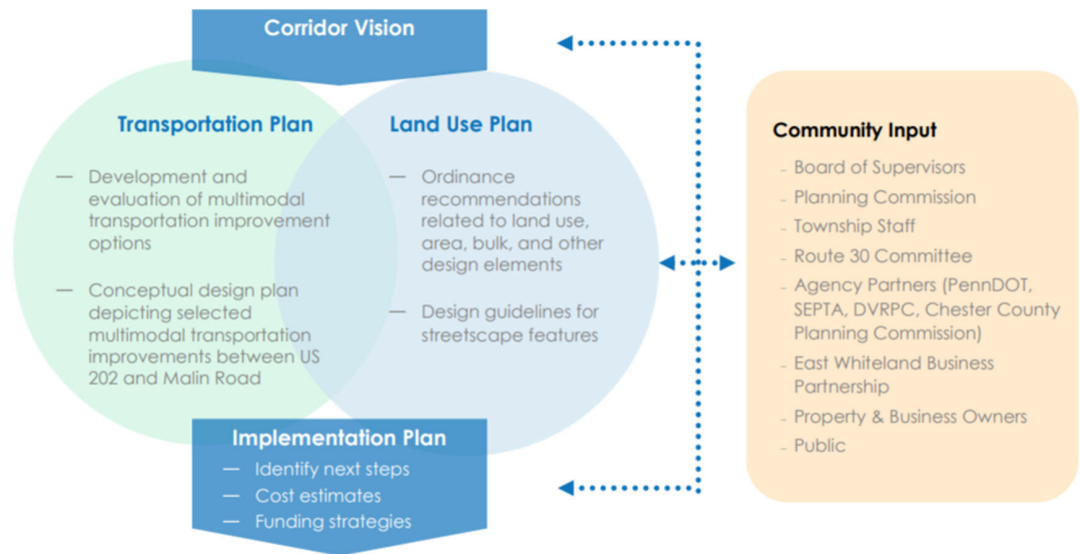 Corridor Vision
Transportation Plan
— Development and
evaluation of multimodal
transportation improvement
options
— Conceptual design plan
depicting selected
multimodal transportation
improvements between US
202 and Malin Road
Land Use Plan
— Ordinance
recommendations
related to land use,
area, bulk, and other
design elements
— Design guidelines for
streetscape features
Implementation Plan
— Identify next steps
— Cost estimates
— Funding strategies
Community Input
- Board of Supervisors
- Planning Commission
- Township Staff
- Route 30 Committee
- Agency Partners (PennDOT,
SEPTA, DVRPC, Chester County
Planning Commission)
- East Whiteland Business
Partnership
- Property & Business Owners
- Public